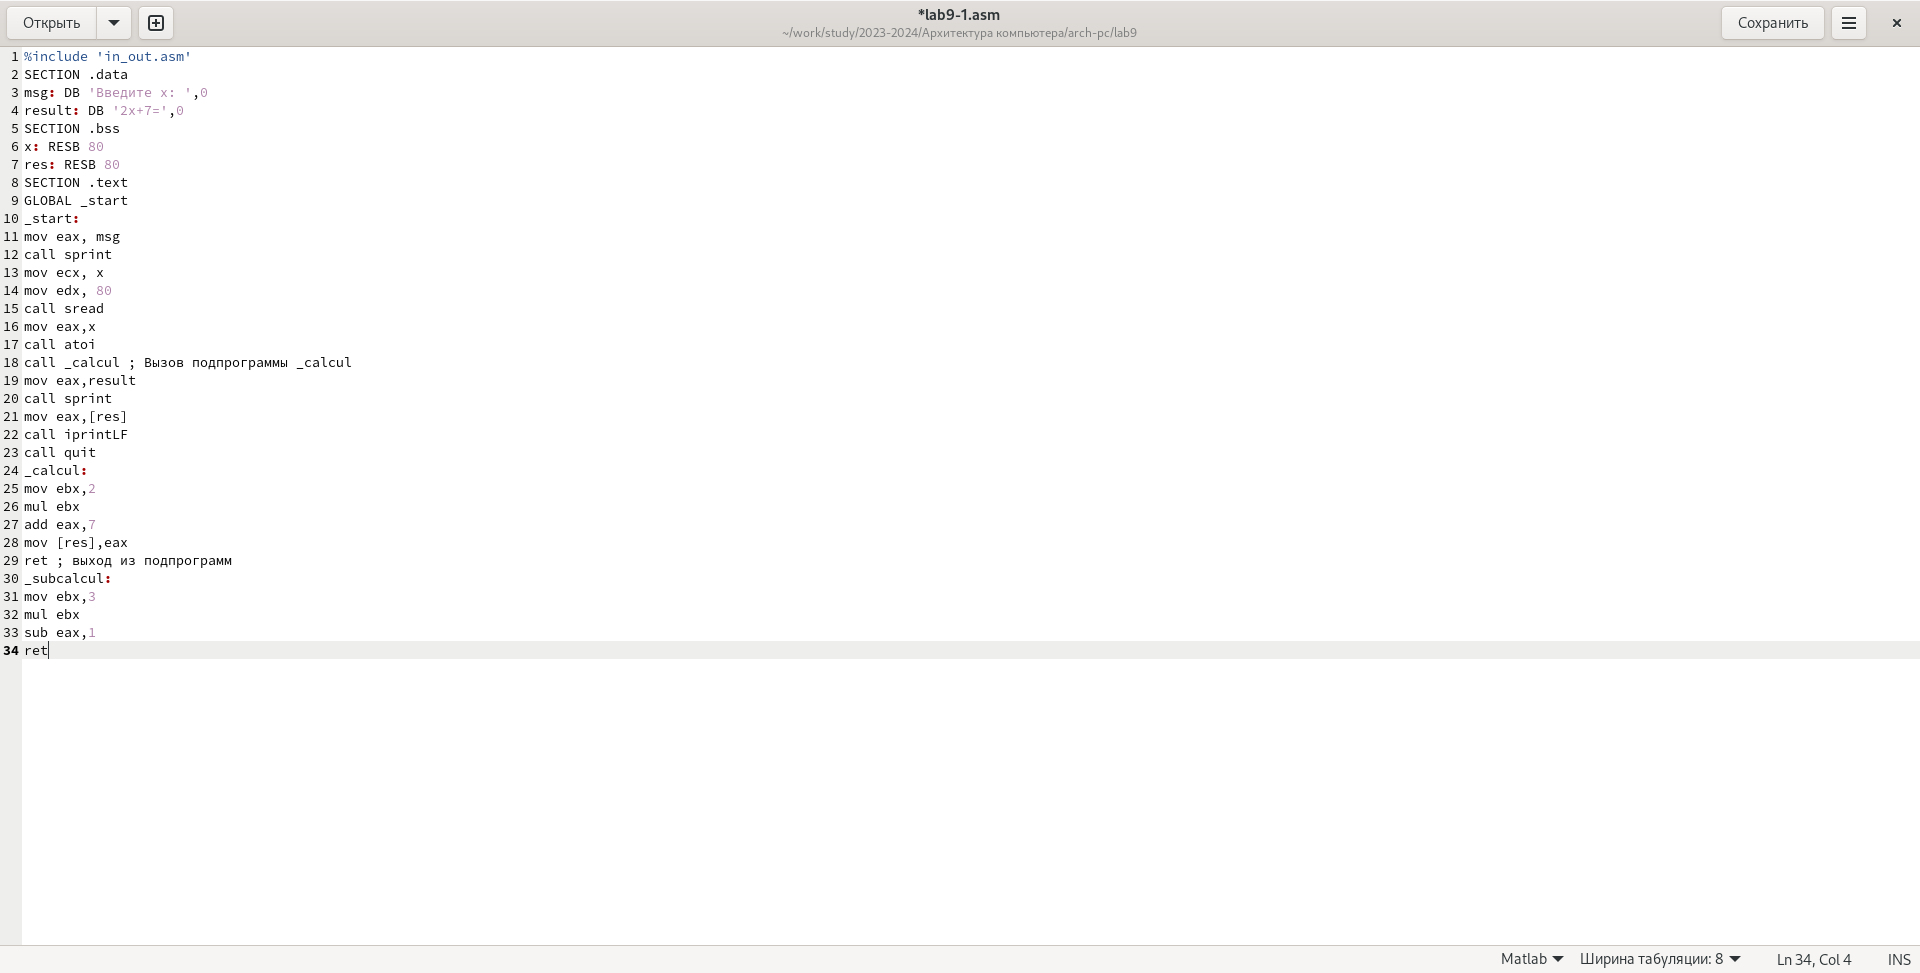 Открыть
*lab9-1.asm
~/work/study/2023-2024/Архитектура компьютера/arch-pc/lab9
Сохранить
1 %include 'in_out.asm'
2 SECTION .data
3 msg: DB 'Введите x: ',0
4 result: DB '2x+7=',0
5 SECTION .bss
6 x: RESB 80
7 res: RESB 80
8 SECTION .text
9 GLOBAL _start
10 _start:
11 mov eax, msg
12 call sprint
13 mov ecx, x
14 mov edx, 80
15 call sread
16 mov eax,x
17 call atoi
18 call _calcul ; Вызов подпрограммы _calcul
19 mov eax,result
20 call sprint
21 mov eax,[res]
22 call iprintLF
23 call quit
24 _calcul:
25 mov ebx,2
26 mul ebx
27 add eax,7
28 mov [res],eax
29 ret ; выход из подпрограмм
30 _subcalcul:
31 mov ebx,3
32 mul ebx
33 sub eax,1
34 ret
Matlab Ширина табуляции: 8 Ln 34, Col 4 INS